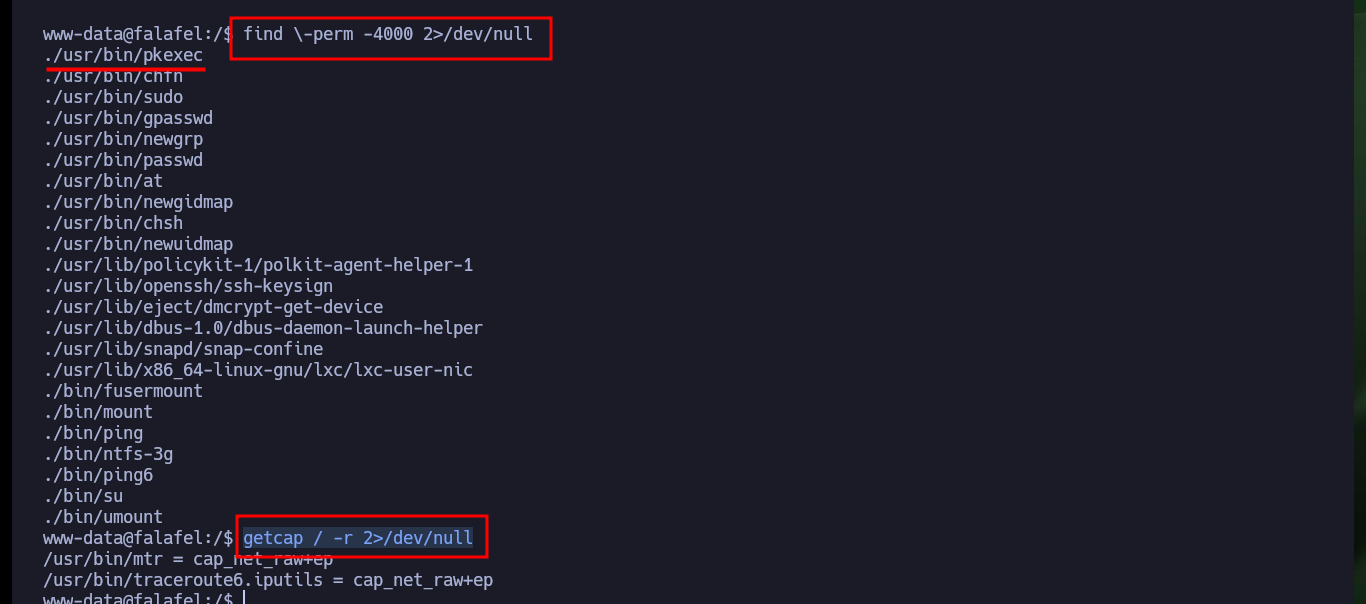 www-data@falafel:/$ find \-perm -4000 2>/dev/null
./usr/bin/pkexec
./usr/bin/chfn
./usr/bin/sudo
./usr/bin/gpasswd
./usr/bin/newgrp
./usr/bin/passwd
./usr/bin/at
./usr/bin/newgidmap
./usr/bin/chsh
./usr/bin/newuidmap
./usr/lib/policykit-1/polkit-agent-helper-1
./usr/lib/openssh/ssh-keysign
./usr/lib/eject/dmcrypt-get-device
./usr/lib/dbus-1.0/dbus-daemon-launch-helper
./usr/lib/snapd/snap-confine
./usr/lib/x86_64-linux-gnu/lxc/lxc-user-nic
./bin/fusermount
./bin/mount
./bin/ping
./bin/ntfs-3g
./bin/ping6
./bin/su
./bin/umount
www-data@falafel:/$ getcap / -r 2>/dev/null
/usr/bin/mtr = cap_net_raw+ep
/usr/bin/traceroute6.iputils = cap_net_raw+ep
www-data@falafel:/$